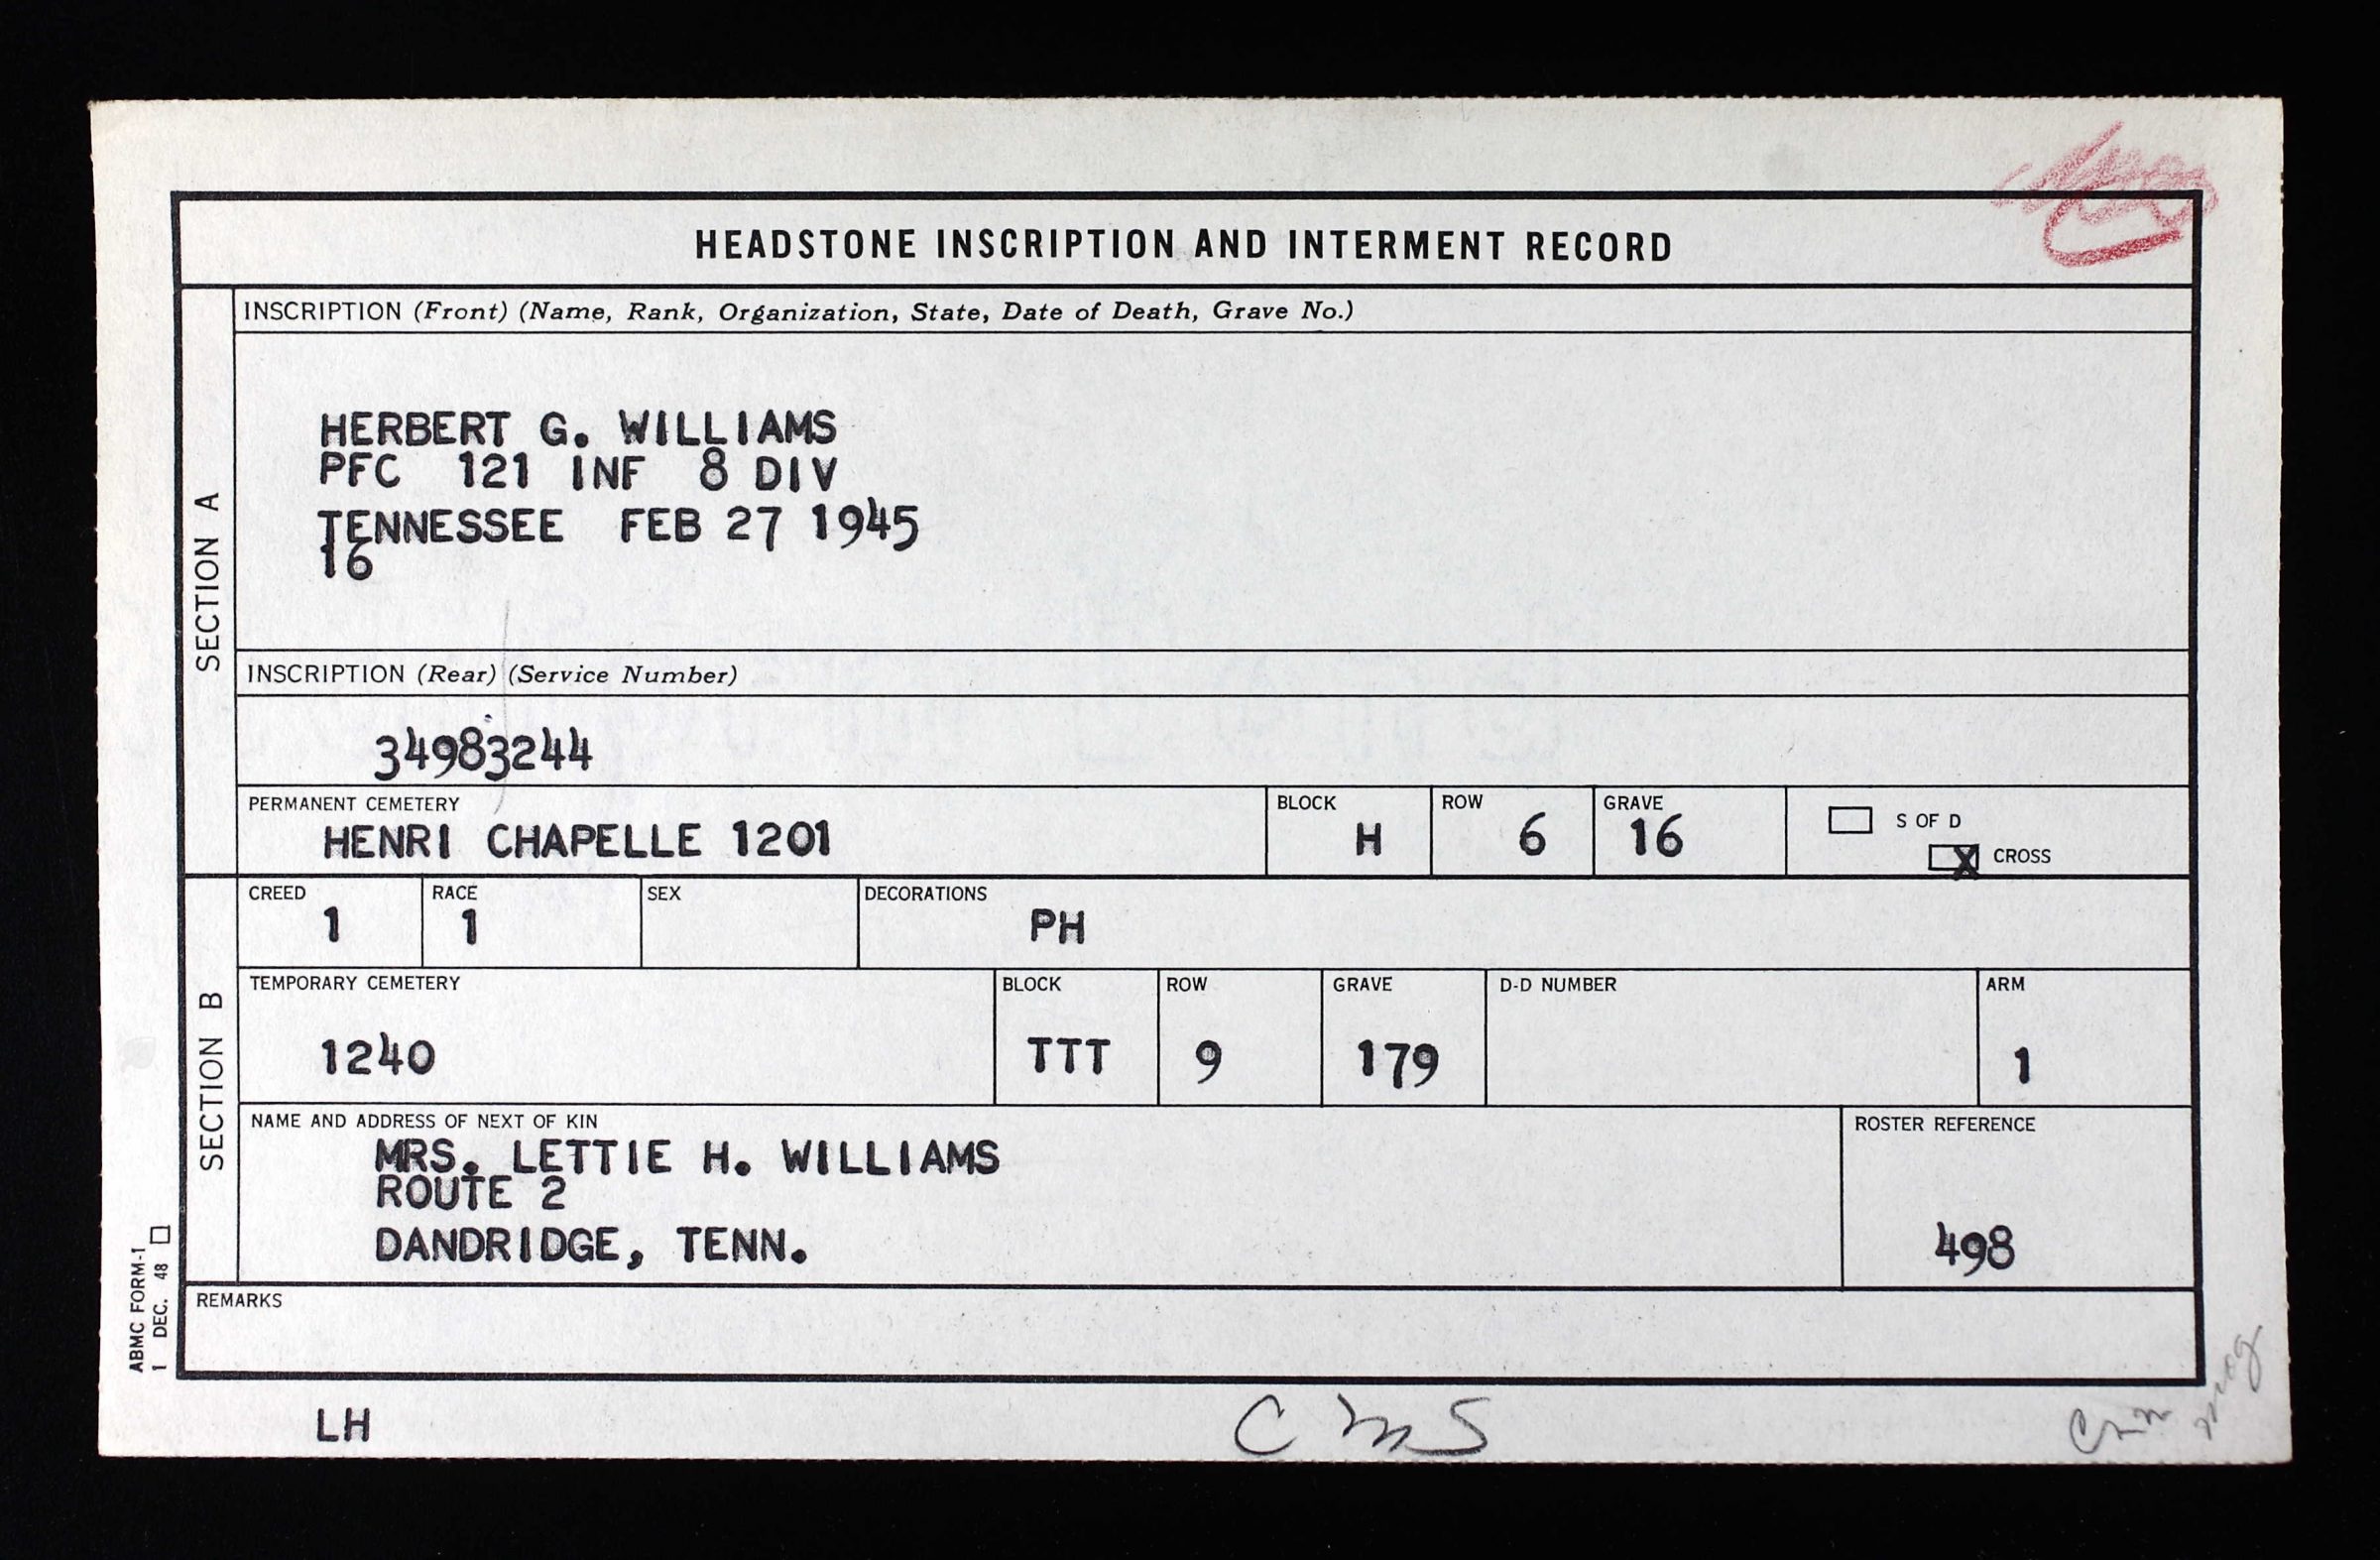 HEADSTONE INSCRIPTION AND INTERMENT RECORD
SECTION A
INSCRIPTION (Front) (Name, Rank, Organization, State, Date of Death, Grave No.)
HERBERT G. WILLIAMS
PFC 121 INF 8 DIV
TENNESSEE FEB 27 1945
16
INSCRIPTION (Rear) (Service Number)
34983244
PERMANENT CEMETERY
HENRI CHAPELLE 1201
BLOCK
H
ROW
6
GRAVE
16
S OF D
X CROSS
SECTION B
CREED
1
RACE
1
SEX
DECORATIONS
PH
TEMPORARY CEMETERY
1240
BLOCK
TTT
ROW
9
GRAVE
179
D-D NUMBER
ARM
1
NAME AND ADDRESS OF NEXT OF KIN
MRS. LETTIE H. WILLIAMS
ROUTE 2
DANDRIDGE, TENN.
ROSTER REFERENCE
498
REMARKS
ABMC FORM-1
1 DEC. 48
LH
CMS